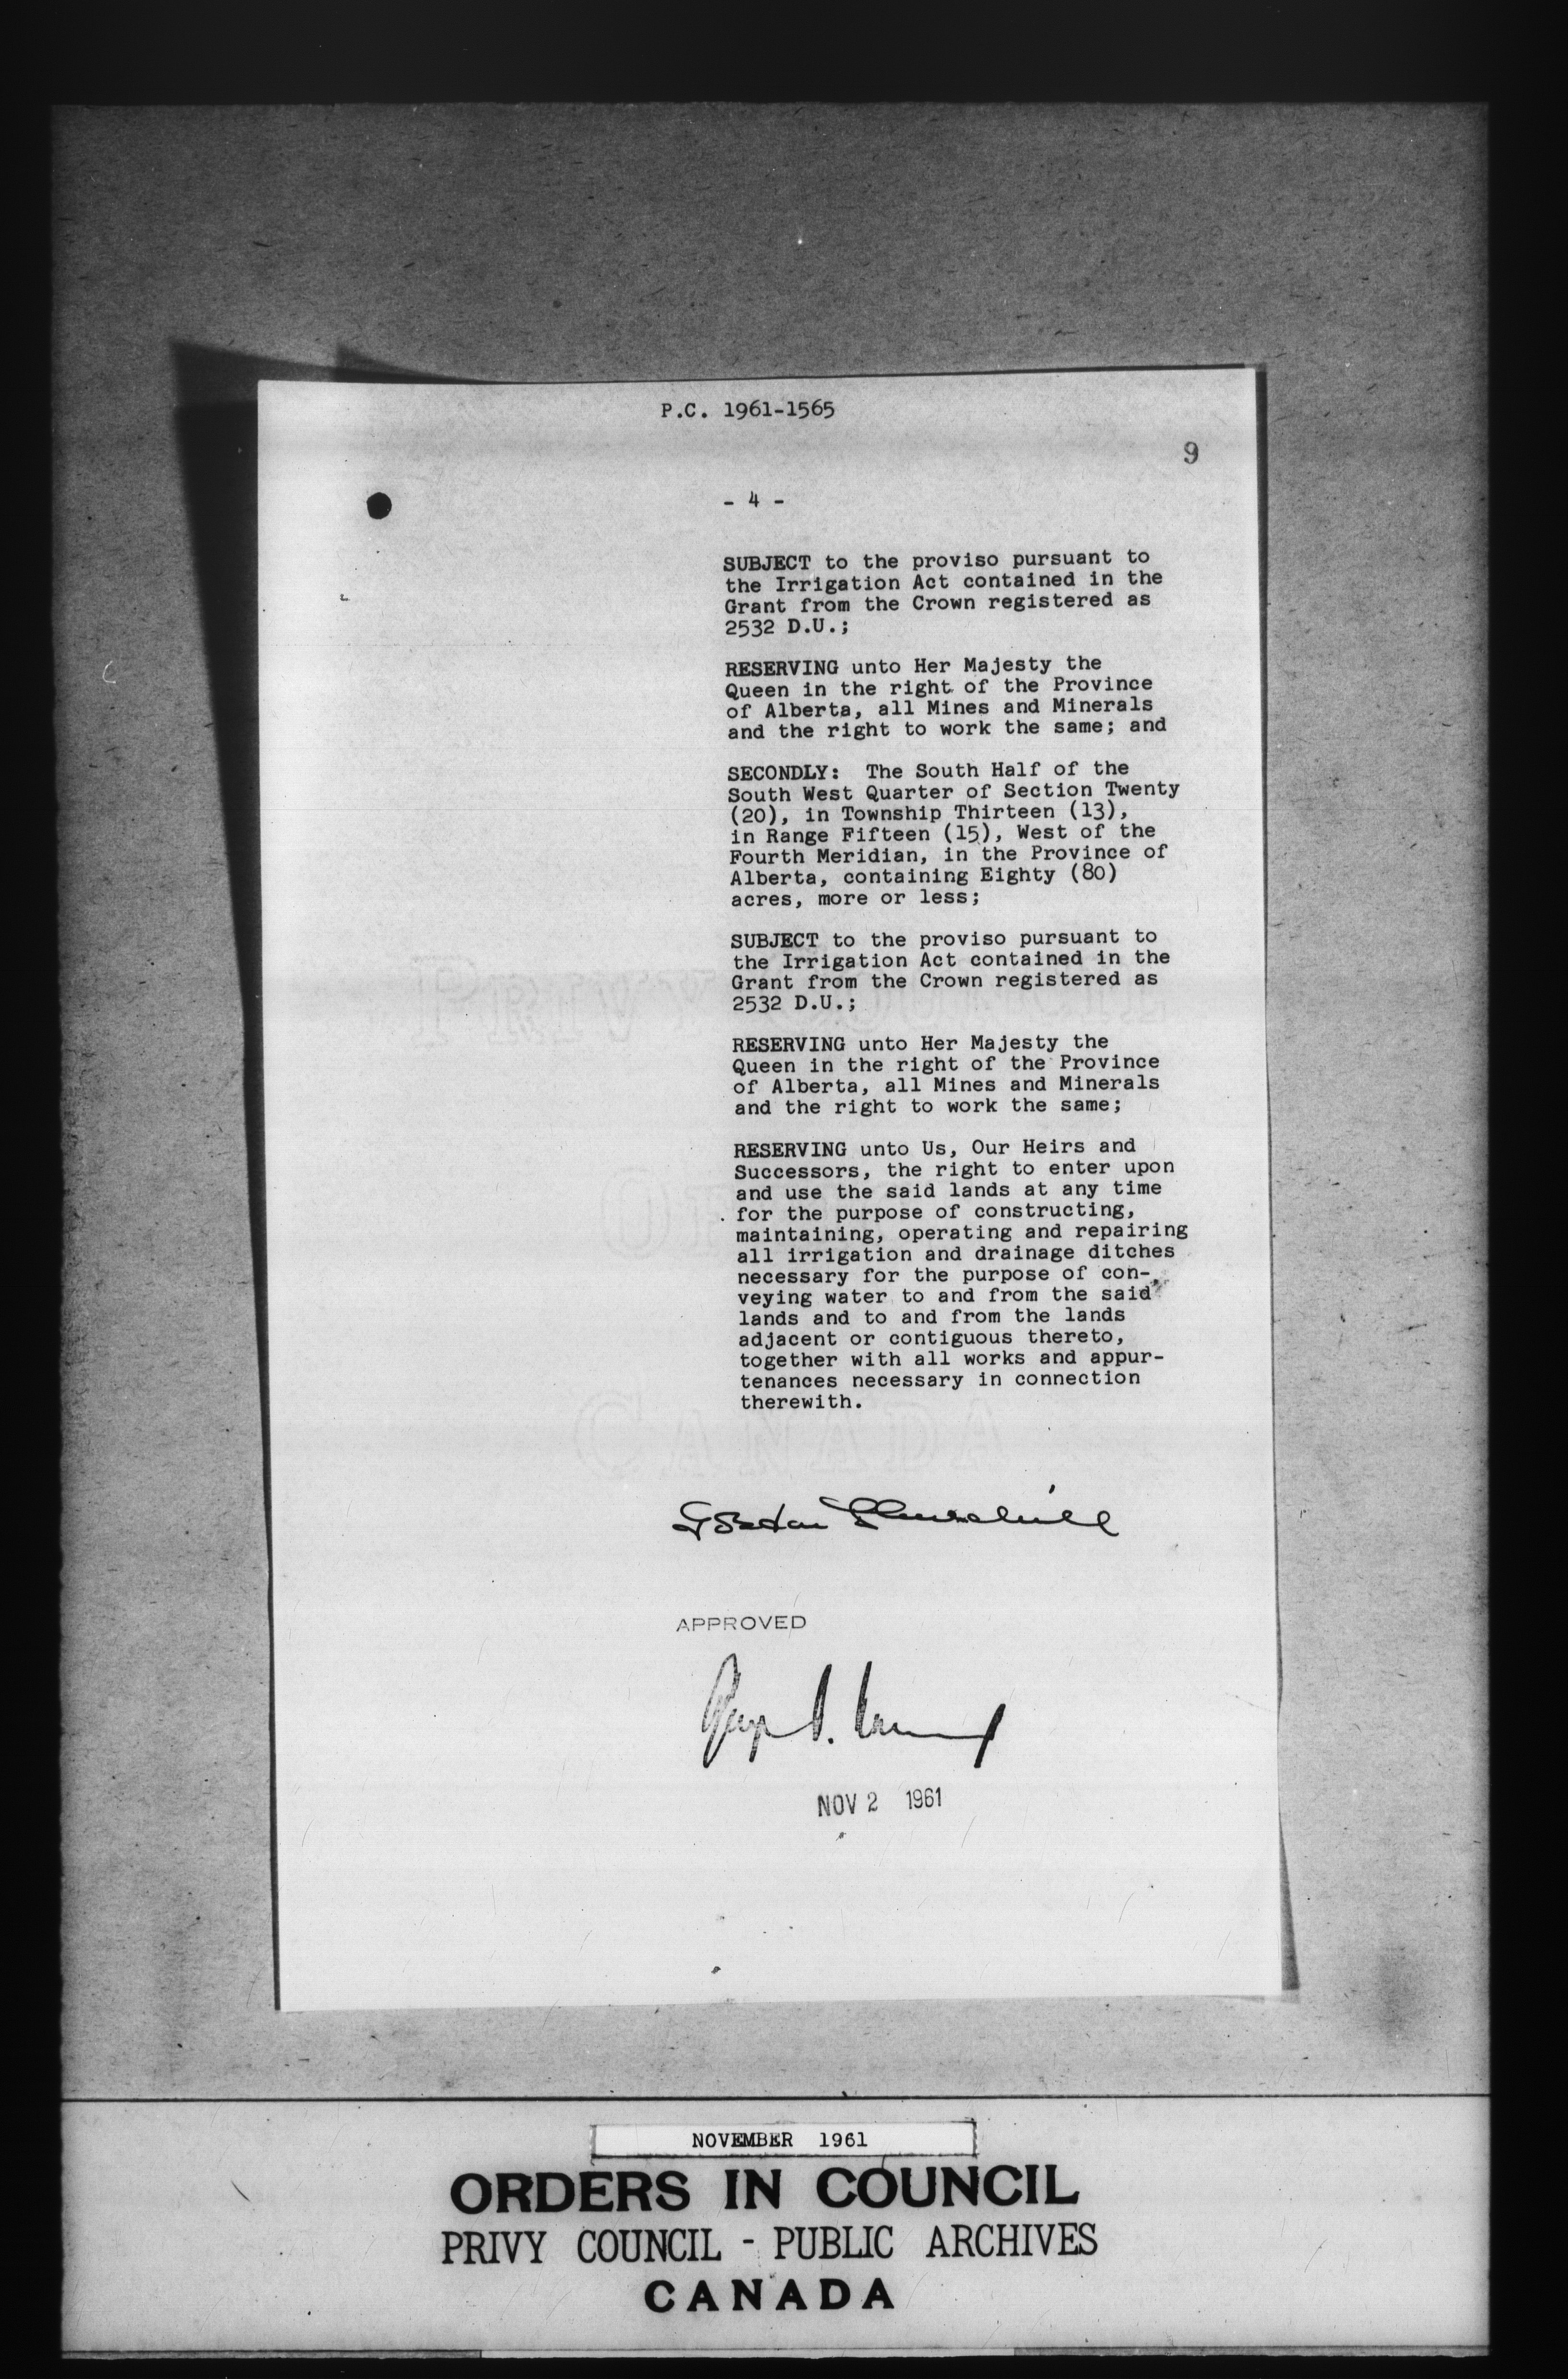 P.C. 1961-1565
9
- 4 -
SUBJECT to the proviso pursuant to
the Irrigation Act contained in the
Grant from the Crown registered as
2532 D.U.;
RESERVING unto Her Majesty the
Queen in the right of the Province
of Alberta, all Mines and Minerals
and the right to work the same; and
SECONDLY: The South Half of the
South West Quarter of Section Twenty
(20), in Township Thirteen (13),
in Range Fifteen (15), West of the
Fourth Meridian, in the Province of
Alberta, containing Eighty (80)
acres, more or less;
SUBJECT to the proviso pursuant to
the Irrigation Act contained in the
Grant from the Crown registered as
2532 D.U.;
RESERVING unto Her Majesty the
Queen in the right of the Province
of Alberta, all Mines and Minerals
and the right to work the same;
RESERVING unto Us, Our Heirs and
Successors, the right to enter upon
and use the said lands at any time
for the purpose of constructing,
maintaining, operating and repairing
all irrigation and drainage ditches
necessary for the purpose of con-
veying water to and from the said
lands and to and from the lands
adjacent or contiguous thereto,
together with all works and appur-
tenances necessary in connection
therewith.
Churchill
APPROVED
NOV 2 1961
NOVEMBER 1961
ORDERS IN COUNCIL
PRIVY COUNCIL - PUBLIC ARCHIVES
CANADA